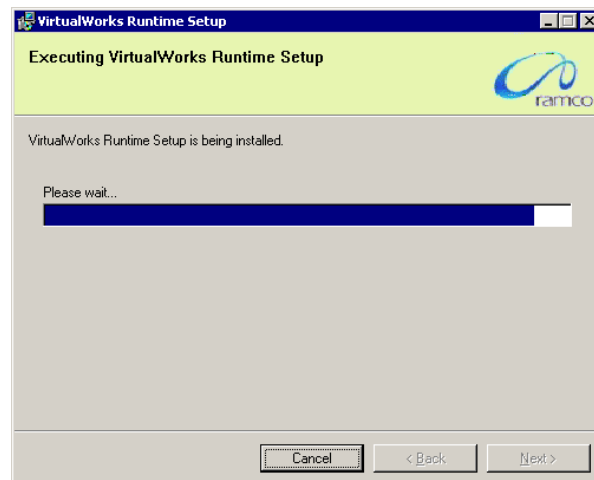 VirtualWorks Runtime Setup
Executing VirtualWorks Runtime Setup
ramco
VirtualWorks Runtime Setup is being installed.
Please wait...
Cancel
< Back
Next >